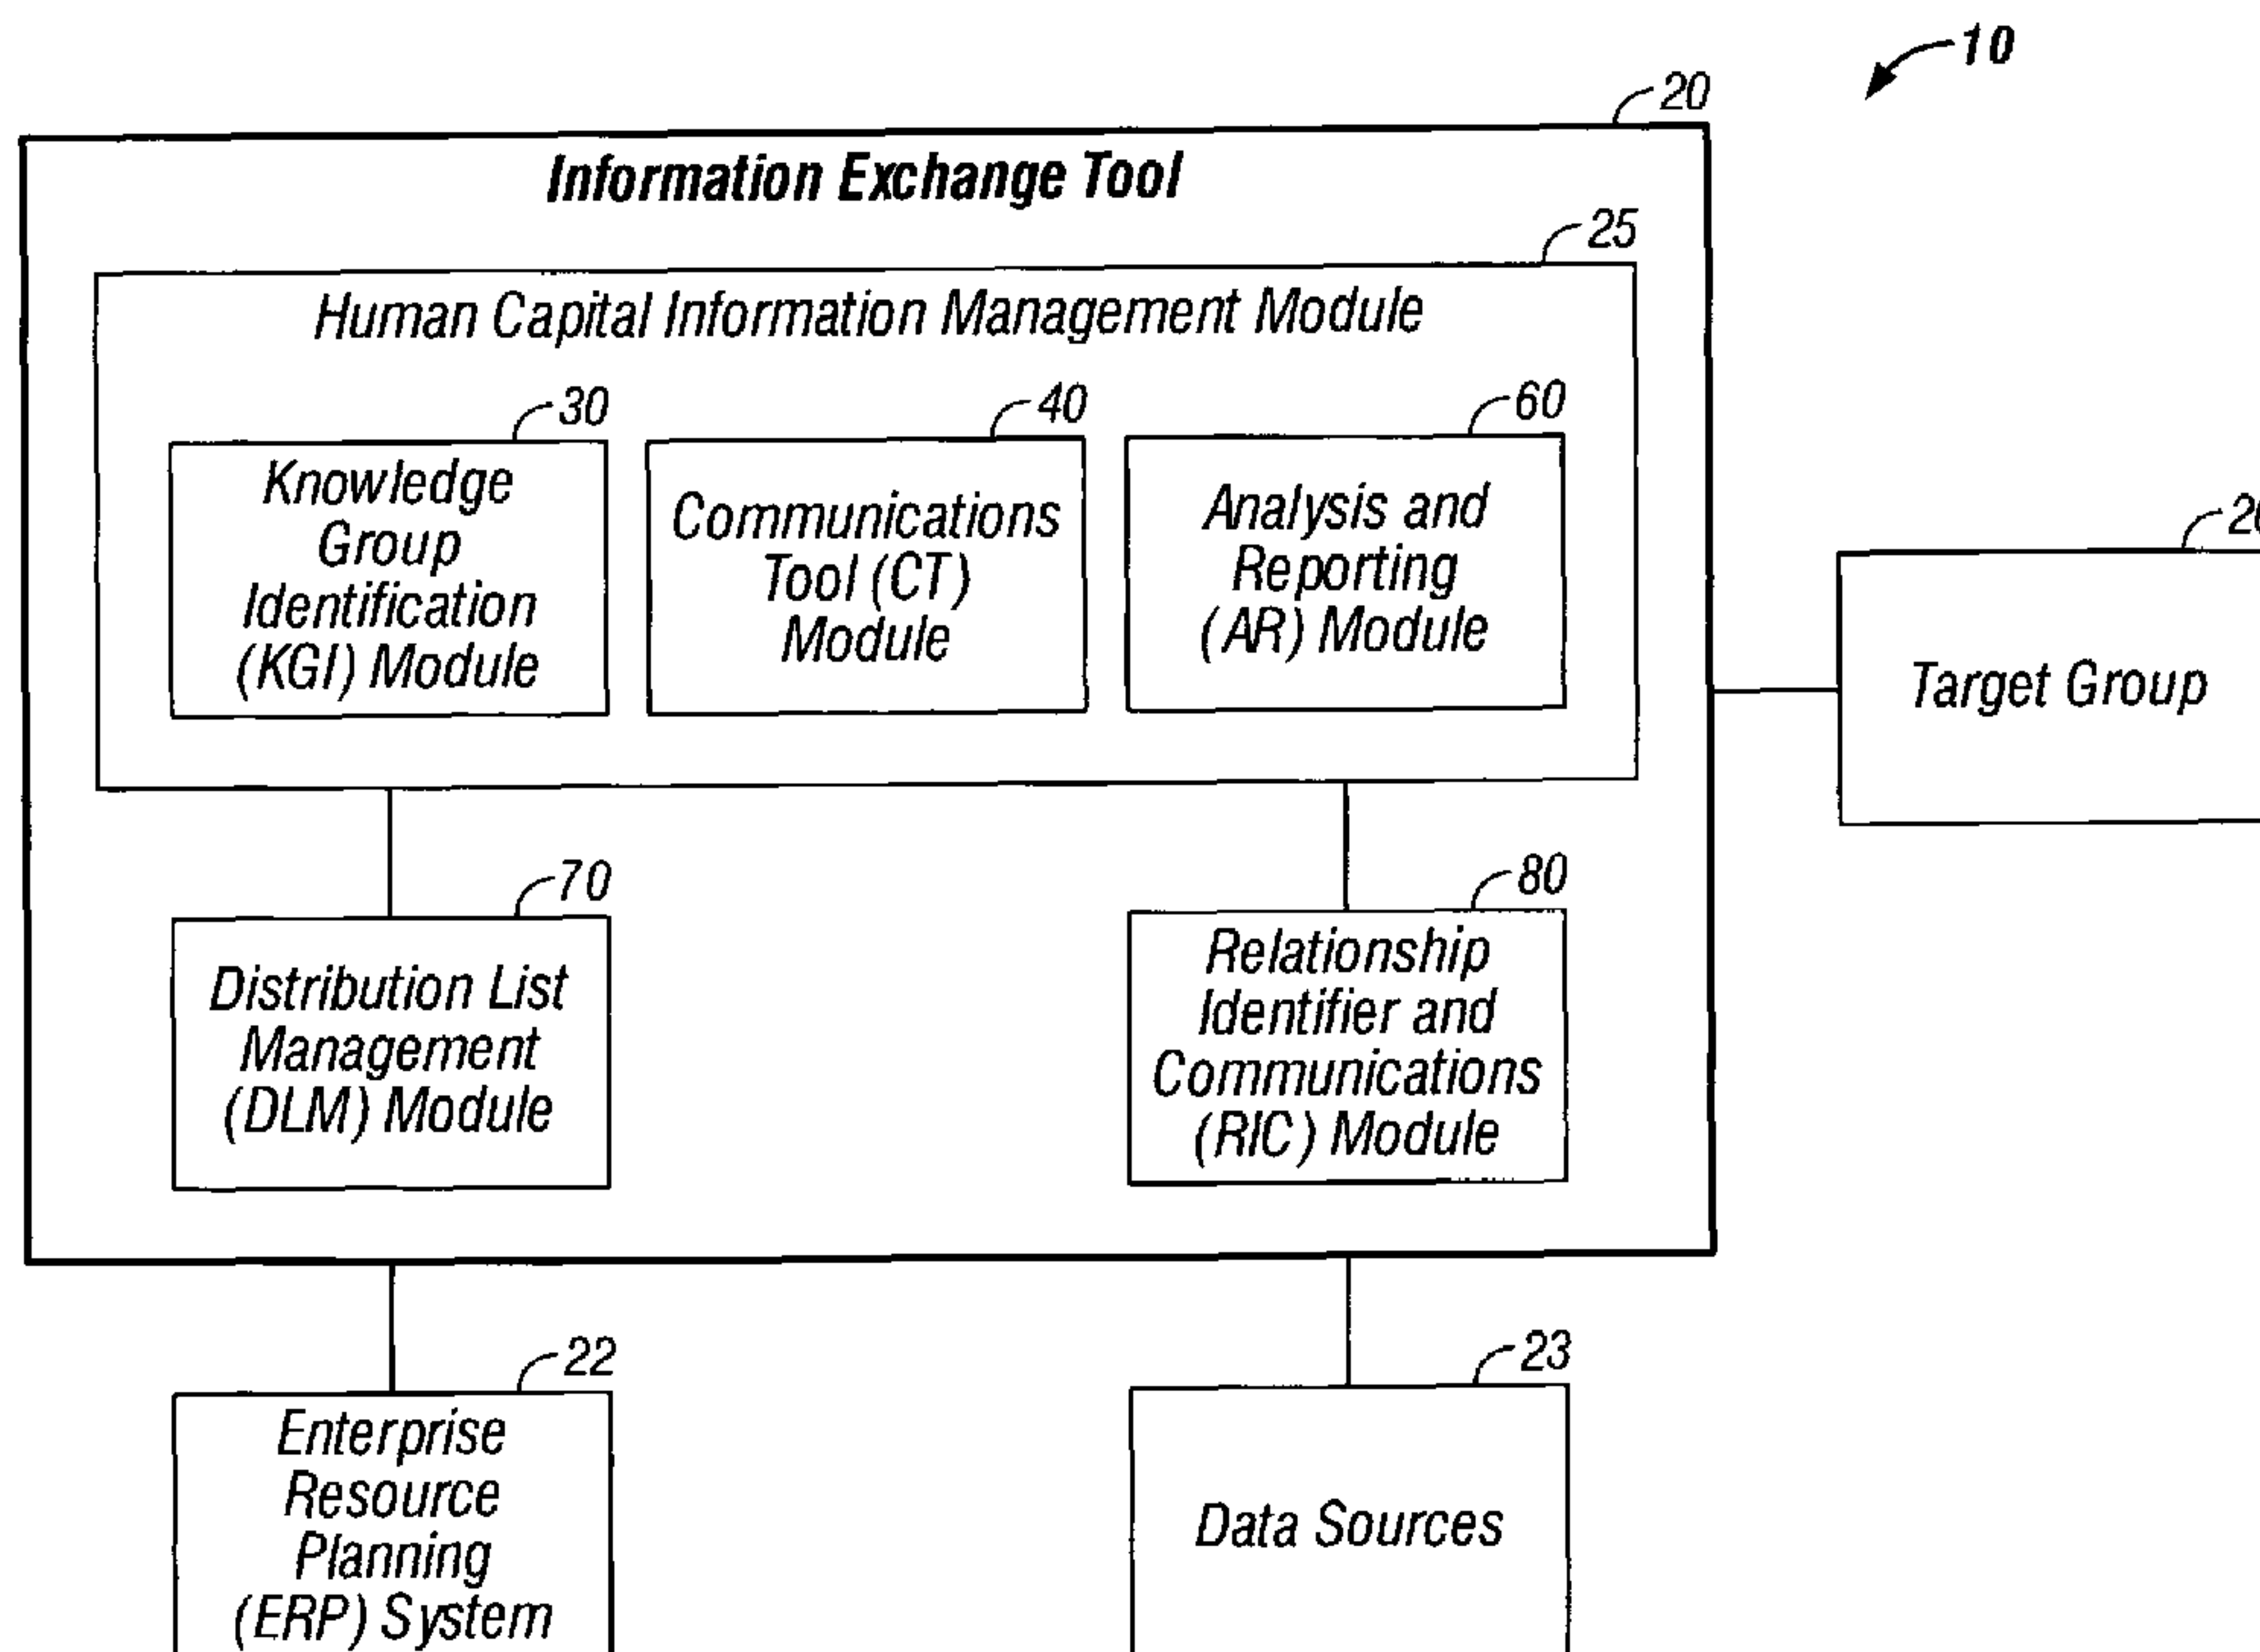 10
20
Information Exchange Tool
25
Human Capital Information Management Module
30
40
60
Knowledge
Group
Identification
(KGI) Module
Communications
Tool (CT)
Module
Analysis and
Reporting
(AR) Module
Target Group
70
80
Distribution List
Management
(DLM) Module
Relationship
Identifier and
Communications
(RIC) Module
22
23
Enterprise
Resource
Planning
(ERP) System
Data Sources